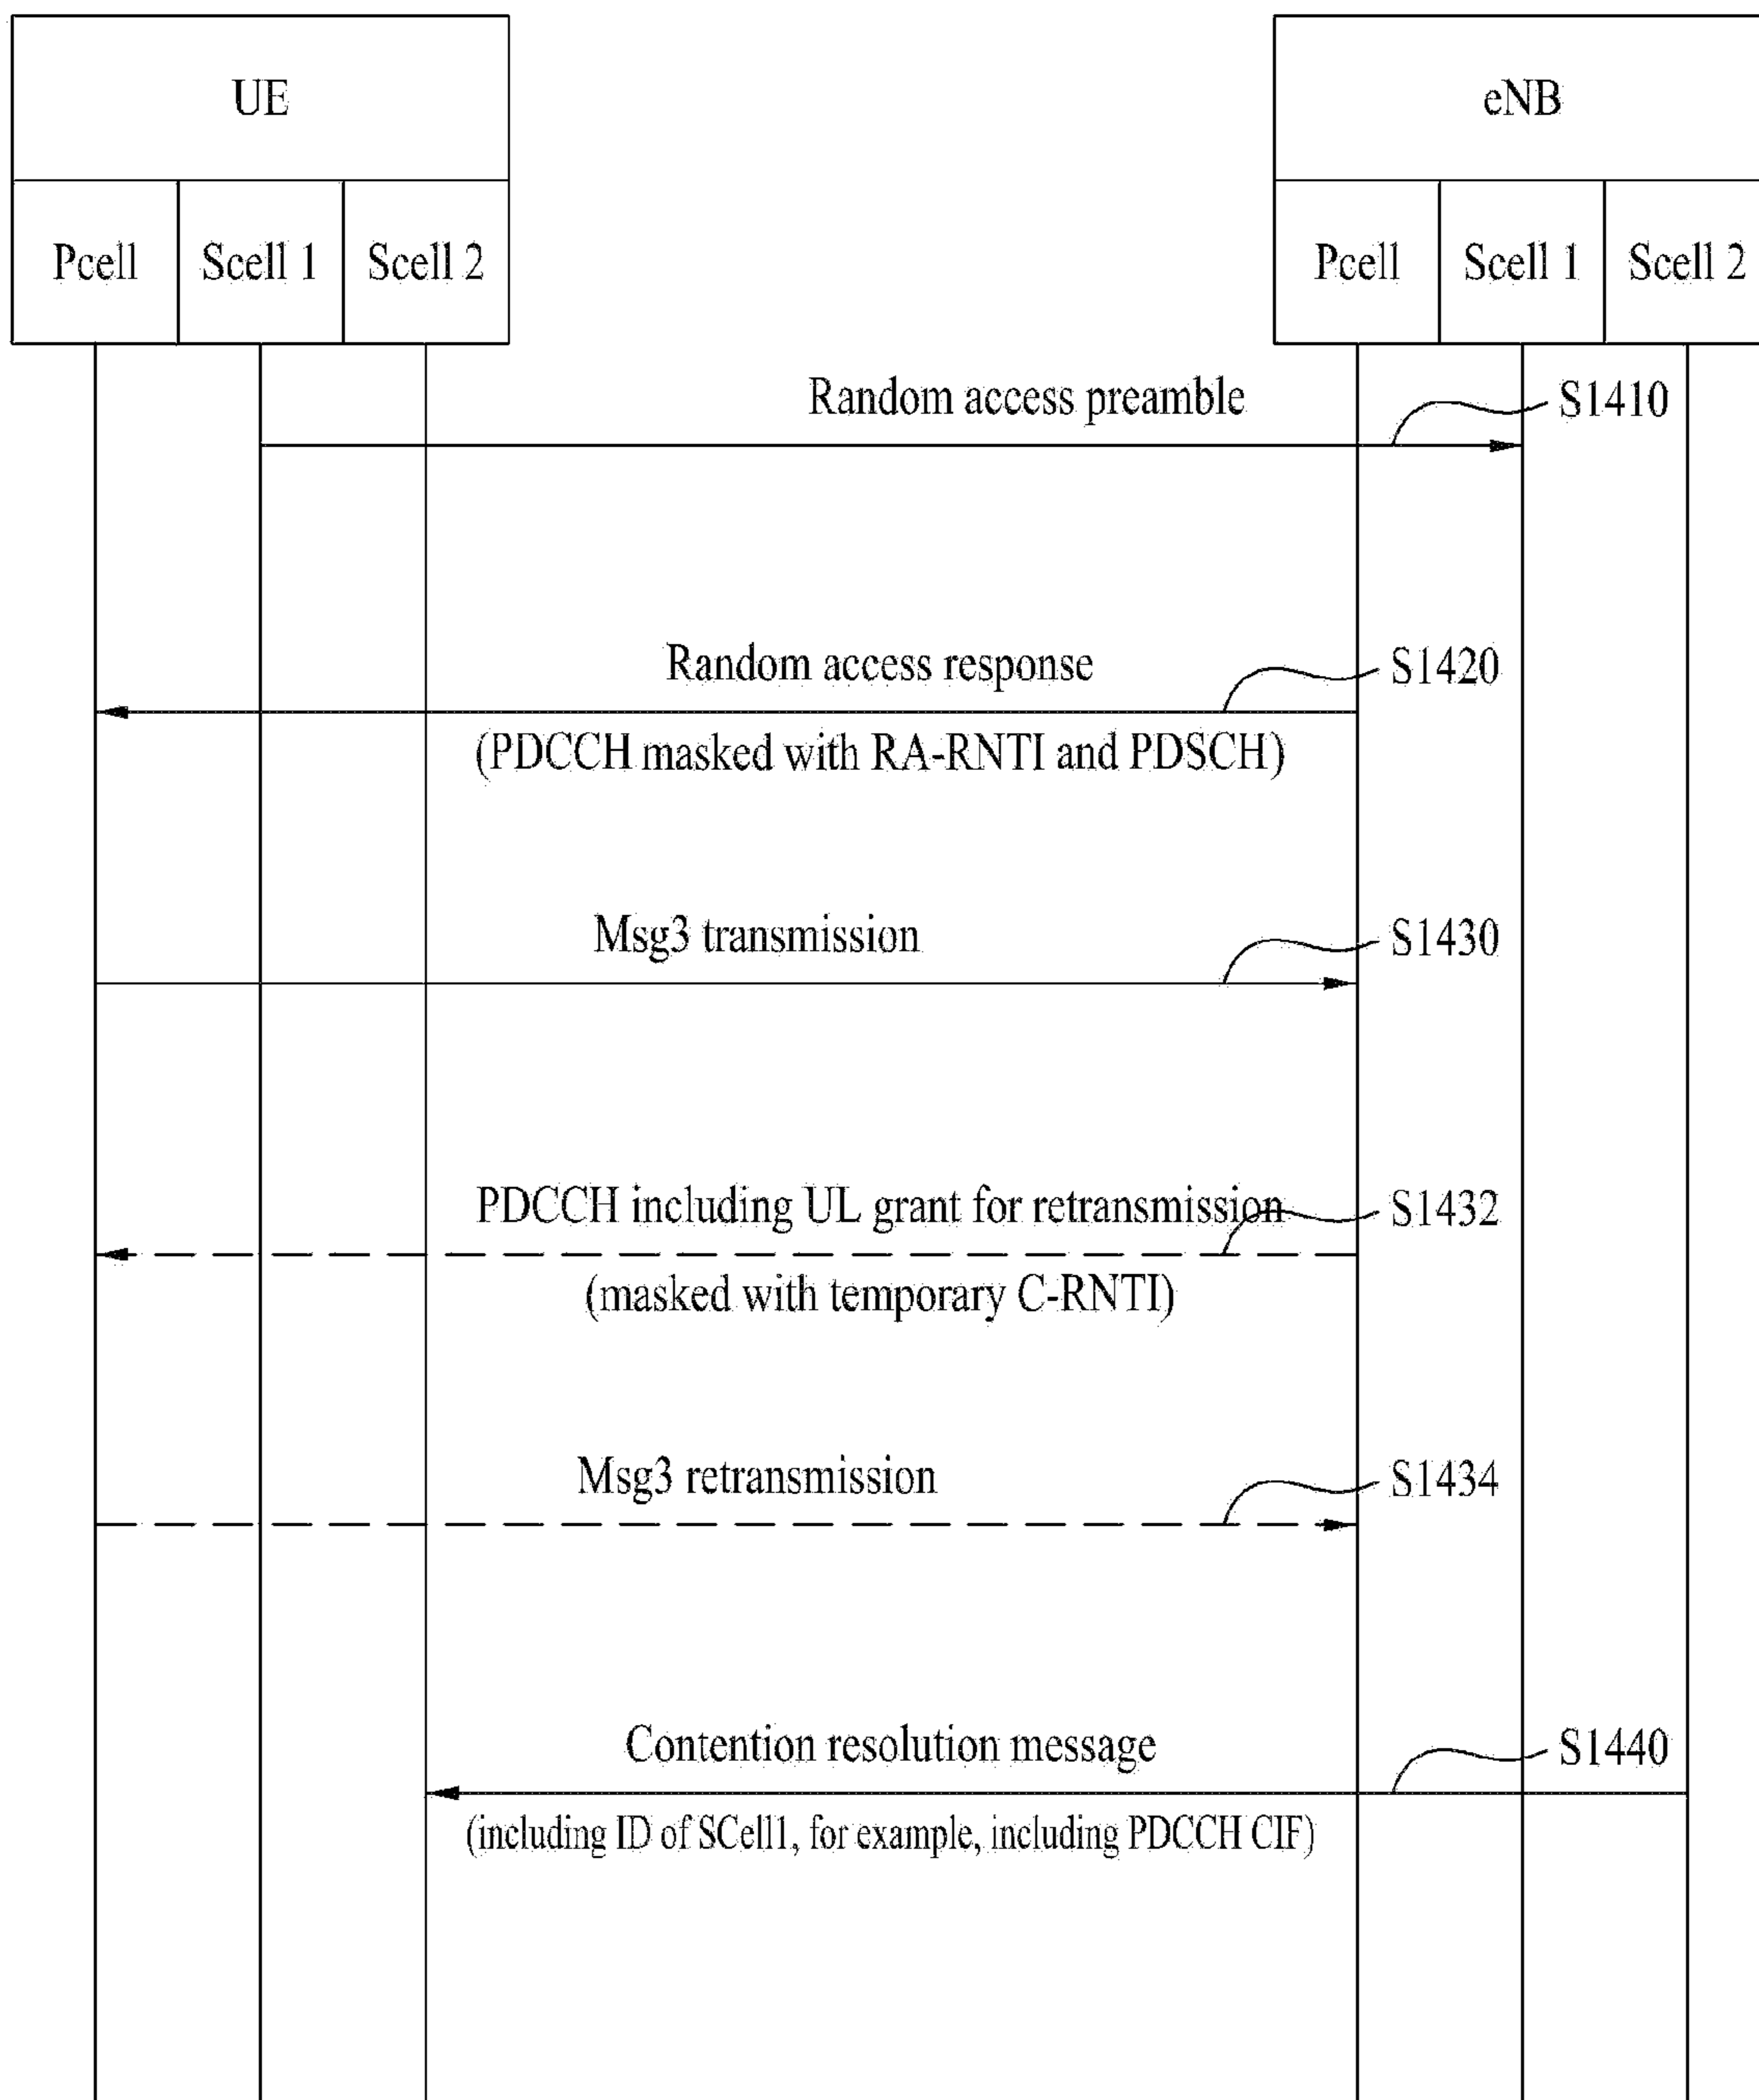 UE
eNB
Pcell
Scell 1
Scell 2
Pcell
Scell 1
Scell 2
Random access preamble
S1410
Random access response
S1420
(PDCCH masked with RA-RNTI and PDSCH)
Msg3 transmission
S1430
PDCCH including UL grant for retransmission
S1432
(masked with temporary C-RNTI)
Msg3 retransmission
S1434
Contention resolution message
S1440
(including ID of SCell1, for example, including PDCCH CIF)